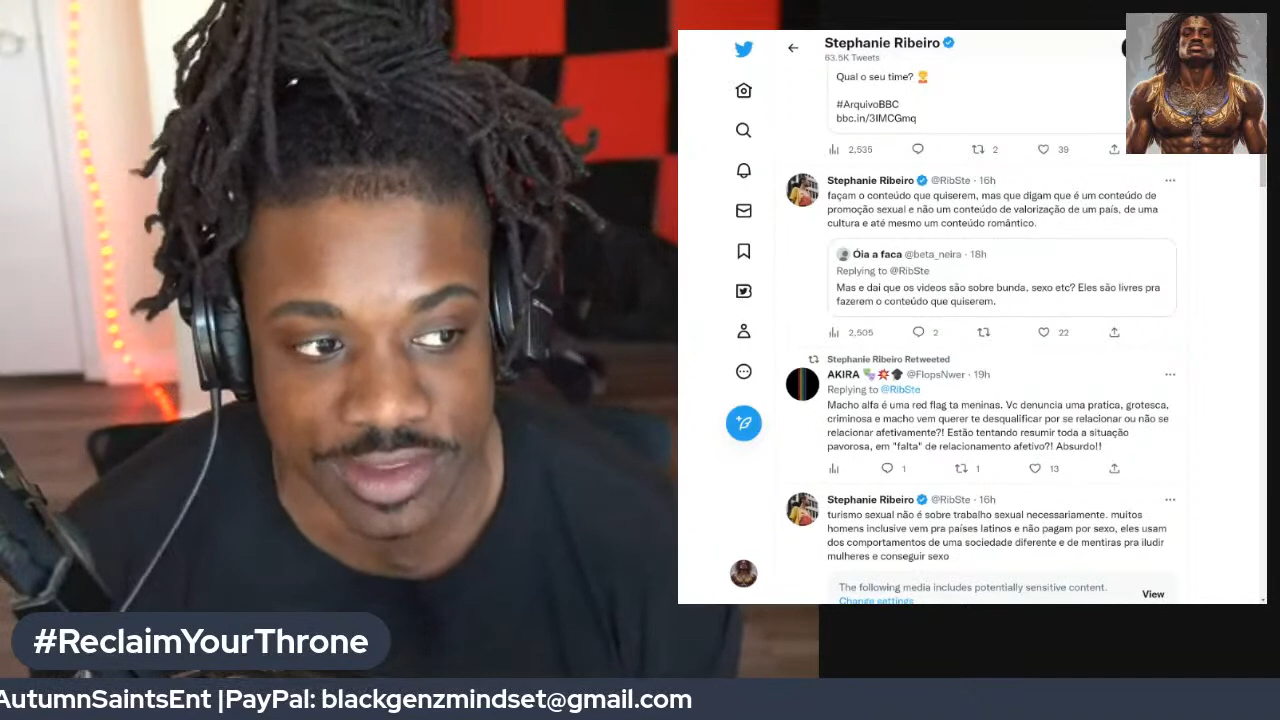 Stephanie Ribeiro
63.5K Tweets
Qual o seu time?
#ArquivoBBC
bbc.in/3IMCGmq
2,535 2 39
Stephanie Ribeiro @RibSte · 16h
façam o conteúdo que quiserem, mas que digam que é um conteúdo de
promoção sexual e não um conteúdo de valorização de um país, de uma
cultura e até mesmo um conteúdo romântico.
Óia a faca @beta_neira · 18h
Replying to @RibSte
Mas e dai que os videos são sobre bunda, sexo etc? Eles são livres pra
fazerem o conteúdo que quiserem.
2,505 2 22
Stephanie Ribeiro Retweeted
AKIRA @FlopsNwer · 19h
Replying to @RibSte
Macho alfa é uma red flag ta meninas. Vc denuncia uma pratica, grotesca,
criminosa e macho vem querer te desqualificar por se relacionar ou não se
relacionar afetivamente?! Estão tentando resumir toda a situação
pavorosa, em "falta" de relacionamento afetivo?! Absurdo!!
1 1 13
Stephanie Ribeiro @RibSte · 16h
turismo sexual não é sobre trabalho sexual necessariamente. muitos
homens inclusive vem pra países latinos e não pagam por sexo, eles usam
dos comportamentos de uma sociedade diferente e de mentiras pra iludir
mulheres e conseguir sexo
The following media includes potentially sensitive content.
Change settings
View
#ReclaimYourThrone
AutumnSaintsEnt |PayPal: blackgenzmindset@gmail.com